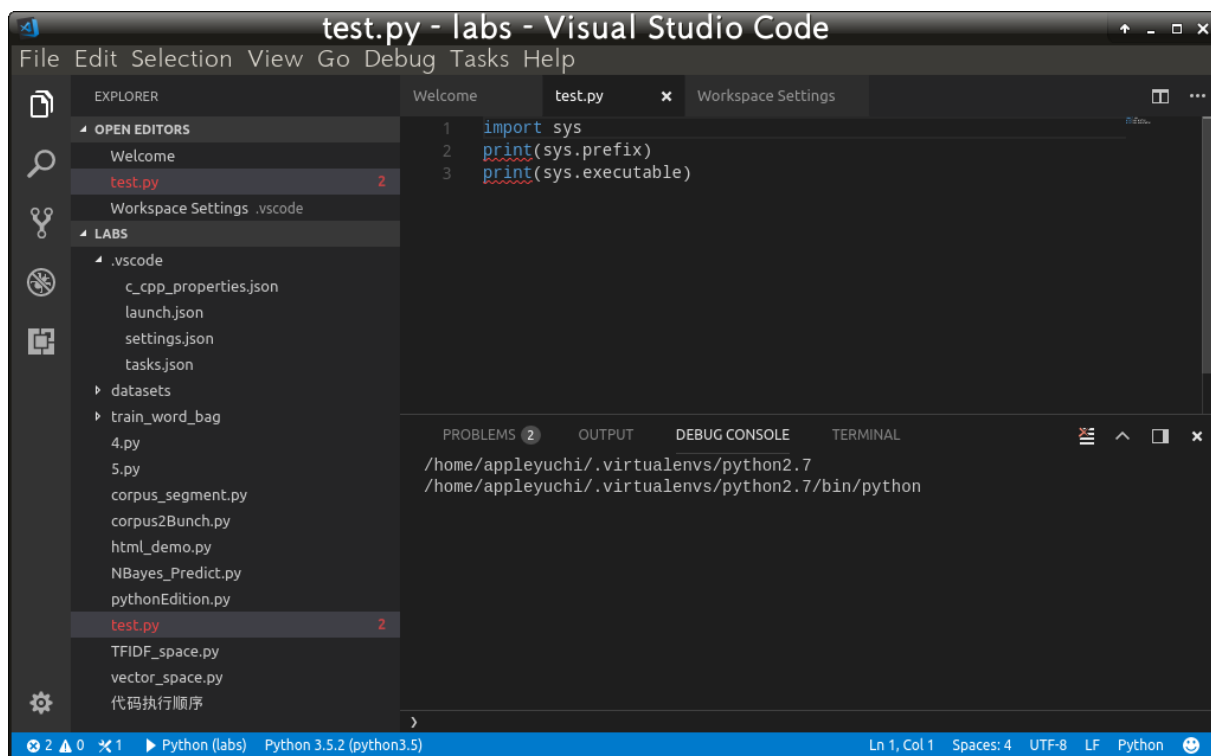 test.py - labs - Visual Studio Code
File Edit Selection View Go Debug Tasks Help
EXPLORER
OPEN EDITORS
Welcome
test.py 2
Workspace Settings .vscode
LABS
.vscode
c_cpp_properties.json
launch.json
settings.json
tasks.json
datasets
train_word_bag
4.py
5.py
corpus_segment.py
corpus2Bunch.py
html_demo.py
NBayes_Predict.py
pythonEdition.py
test.py 2
TFIDF_space.py
vector_space.py
代码执行顺序
Welcome test.py Workspace Settings
1 import sys
2 print(sys.prefix)
3 print(sys.executable)
PROBLEMS 2 OUTPUT DEBUG CONSOLE TERMINAL
/home/appleyuchi/.virtualenvs/python2.7
/home/appleyuchi/.virtualenvs/python2.7/bin/python
2 0 1 Python (labs) Python 3.5.2 (python3.5) Ln 1, Col 1 Spaces: 4 UTF-8 LF Python